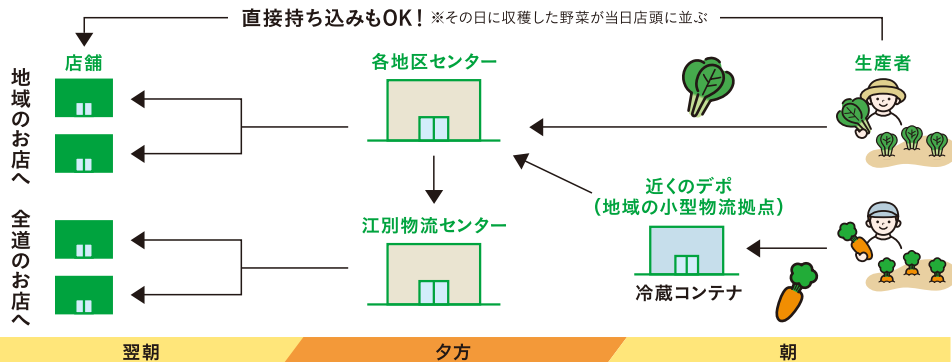 直接持ち込みもOK！ ※その日に収穫した野菜が当日店頭に並ぶ
店舗
各地区センター
生産者
地域のお店へ
近くのデポ
（地域の小型物流拠点）
江別物流センター
全道のお店へ
冷蔵コンテナ
翌朝
夕方
朝